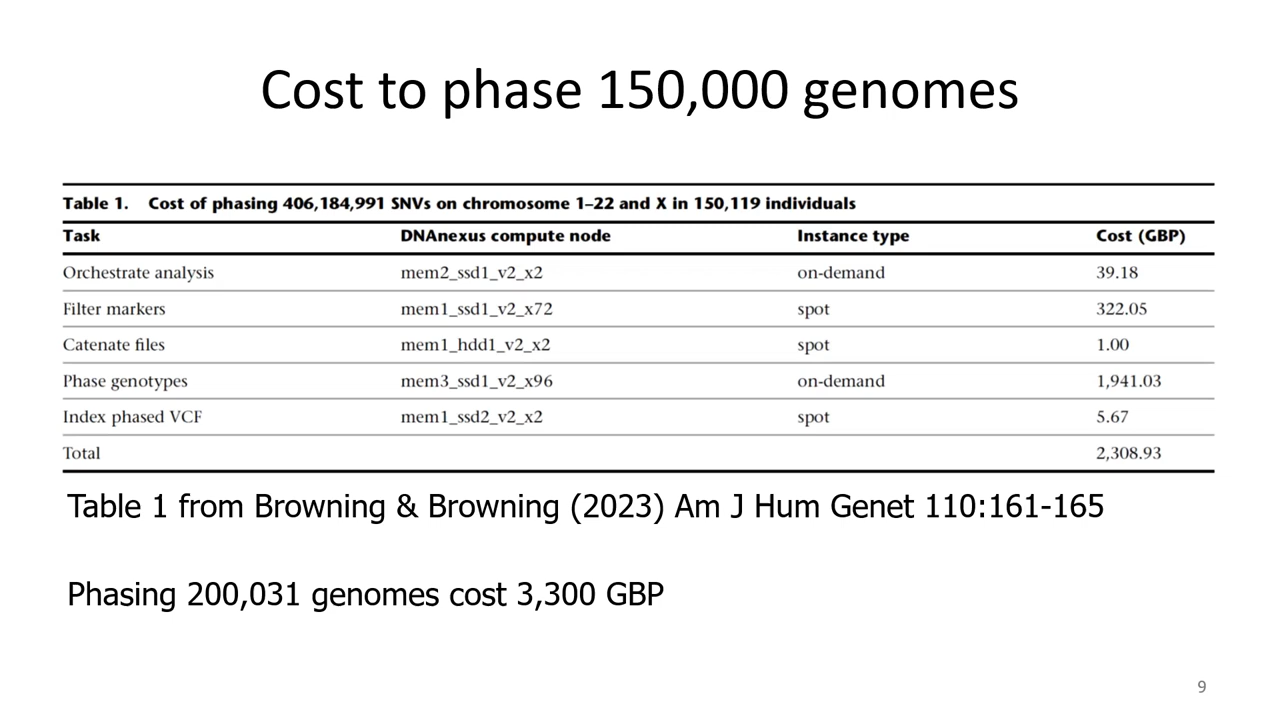 Cost to phase 150,000 genomes
Table 1. Cost of phasing 406,184,991 SNVs on chromosome 1–22 and X in 150,119 individuals
Task DNAnexus compute node Instance type Cost (GBP)
Orchestrate analysis mem2_ssd1_v2_x2 on-demand 39.18
Filter markers mem1_ssd1_v2_x72 spot 322.05
Catenate files mem1_hdd1_v2_x2 spot 1.00
Phase genotypes mem3_ssd1_v2_x96 on-demand 1,941.03
Index phased VCF mem1_ssd2_v2_x2 spot 5.67
Total 2,308.93
Table 1 from Browning & Browning (2023) Am J Hum Genet 110:161-165
Phasing 200,031 genomes cost 3,300 GBP
9